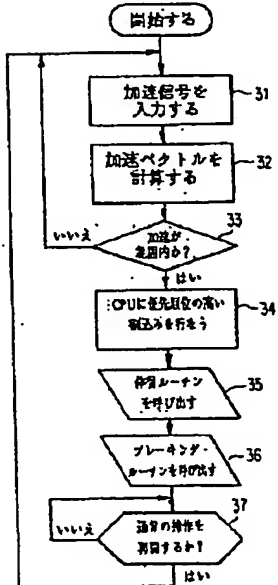 開始する
加速信号を
入力する
31
加速ベクトルを
計算する
32
加速が
範囲内か?
33
いいえ
はい
CPUに優先順位の高い
割込みを行なう
34
ルーチン
を呼び出す
35
ブレーキング・
ルーチンを呼び出す
36
通常の操作を
再開するか?
37
いいえ
はい